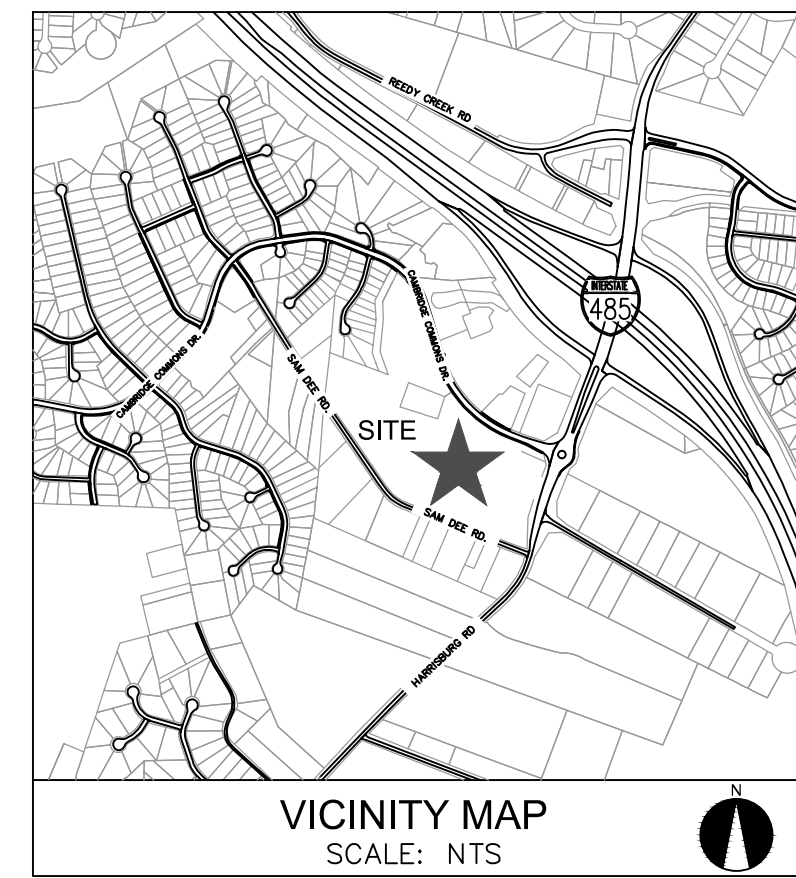 REEDY CREEK RD
INTERSTATE
485
CAMBRIDGE COMMONS DR.
CAMBRIDGE COMMONS DR.
SAM DEE RD.
SITE
SAM DEE RD.
HARRISBURG RD
VICINITY MAP
SCALE: NTS
N